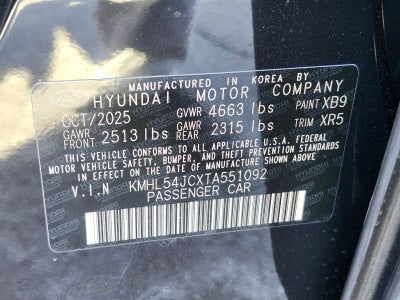 MANUFACTURED IN KOREA BY
HYUNDAI MOTOR COMPANY
OCT/2025 GVWR 4663 lbs PAINT XB9
GAWR FRONT 2513 lbs GAWR REAR 2315 lbs TRIM XR5
THIS VEHICLE CONFORMS TO ALL APPLICABLE U.S.A. FEDERAL
MOTOR VEHICLE SAFETY, BUMPER, AND THEFT PREVENTION STANDARDS
IN EFFECT ON THE DATE OF MANUFACTURE SHOWN ABOVE.
V.I.N KMHL54JCXTA551092
PASSENGER CAR